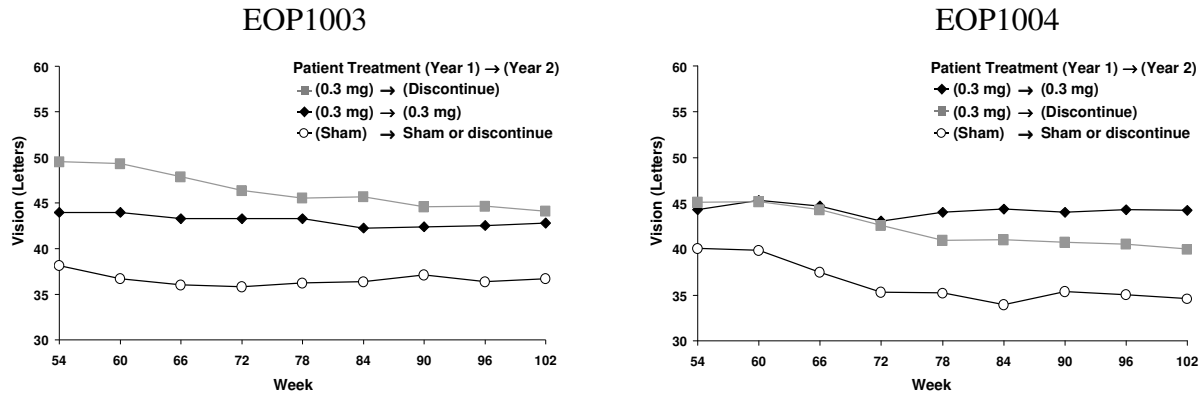 EOP1003
Patient Treatment (Year 1) → (Year 2)
(0.3 mg) → (Discontinue)
(0.3 mg) → (0.3 mg)
(Sham) → Sham or discontinue
Vision (Letters)
60
55
50
45
40
35
30
54 60 66 72 78 84 90 96 102
Week
EOP1004
Patient Treatment (Year 1) → (Year 2)
(0.3 mg) → (0.3 mg)
(0.3 mg) → (Discontinue)
(Sham) → Sham or discontinue
Vision (Letters)
60
55
50
45
40
35
30
54 60 66 72 78 84 90 96 102
Week